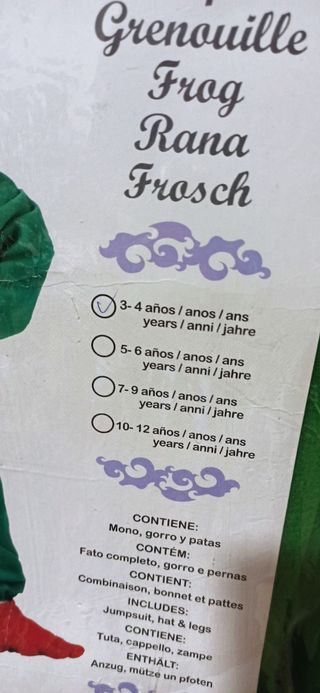 Grenouille
Frog
Rana
Frosch
3- 4 años / anos / ans
years / anni / jahre
5- 6 años / anos / ans
years / anni / jahre
7- 9 años / anos / ans
years / anni / jahre
10- 12 años / anos / ans
years / anni / jahre
CONTIENE:
Mono, gorro y patas
CONTÉM:
Fato completo, gorro e pernas
CONTIENT:
Combinaison, bonnet et pattes
INCLUDES:
Jumpsuit, hat & legs
CONTIENE:
Tuta, cappello, zampe
ENTHÄLT:
Anzug, mütze un pfoten